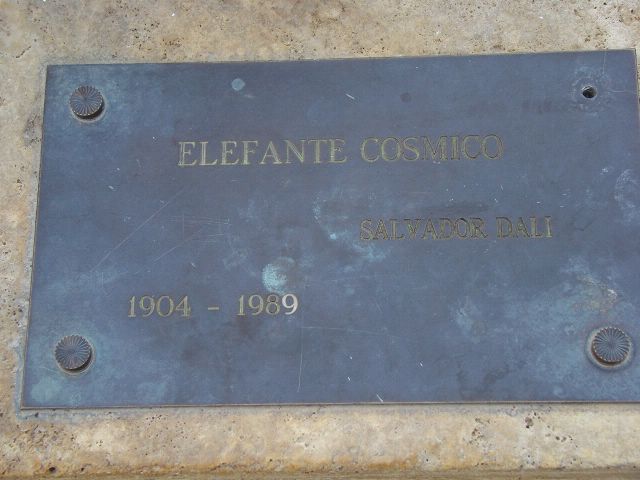 ELEFANTE COSMICO
SALVADOR DALI
1904 - 1989